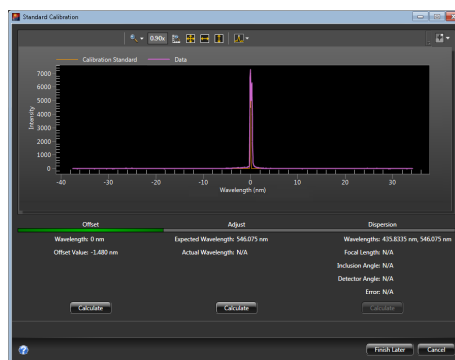 Standard Calibration
0.90x
Calibration Standard
Data
7000
6000
5000
4000
3000
2000
1000
0
Intensity
-40
-30
-20
-10
0
10
20
30
Wavelength (nm)
Offset
Adjust
Dispersion
Wavelength: 0 nm
Expected Wavelength: 546.075 nm
Wavelengths: 435.8335 nm, 546.075 nm
Offset Value: -1.480 nm
Actual Wavelength: N/A
Focal Length: N/A
Inclusion Angle: N/A
Detector Angle: N/A
Error: N/A
Calculate
Calculate
Calculate
Finish Later
Cancel